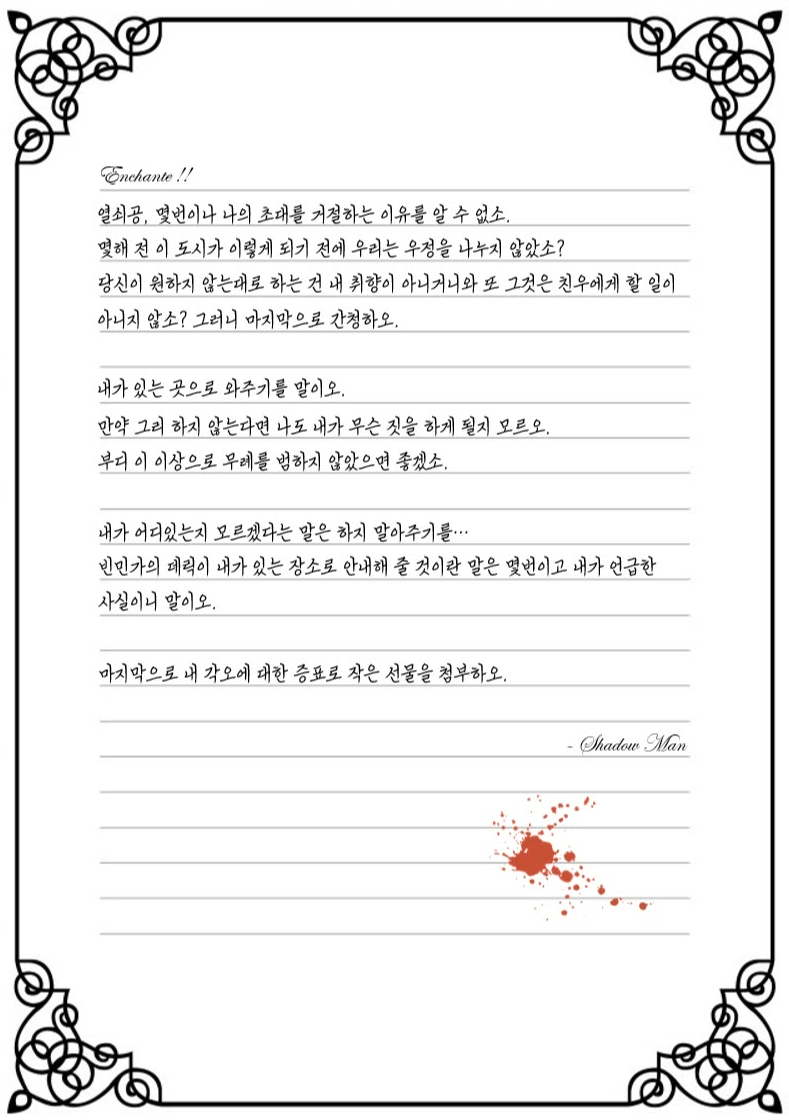 Enchante !!
열쇠공, 몇번이나 나의 초대를 거절하는 이유를 알 수 없소.
몇해 전 이 도시가 이렇게 되기 전에 우리는 우정을 나누지 않았소?
당신이 원하지 않는대로 하는 건 내 취향이 아니거니와 또 그것은 친우에게 할 일이
아니지 않소? 그러니 마지막으로 간청하오.
내가 있는 곳으로 와주기를 말이오.
만약 그리 하지 않는다면 나도 내가 무슨 짓을 하게 될지 모르오.
부디 이 이상으로 무례를 범하지 않았으면 좋겠소.
내가 어디있는지 모르겠다는 말은 하지 말아주기를…
빈민가의 데릭이 내가 있는 장소로 안내해 줄 것이란 말은 몇번이고 내가 언급한
사실이니 말이오.
마지막으로 내 각오에 대한 증표로 작은 선물을 첨부하오.
- Shadow Man